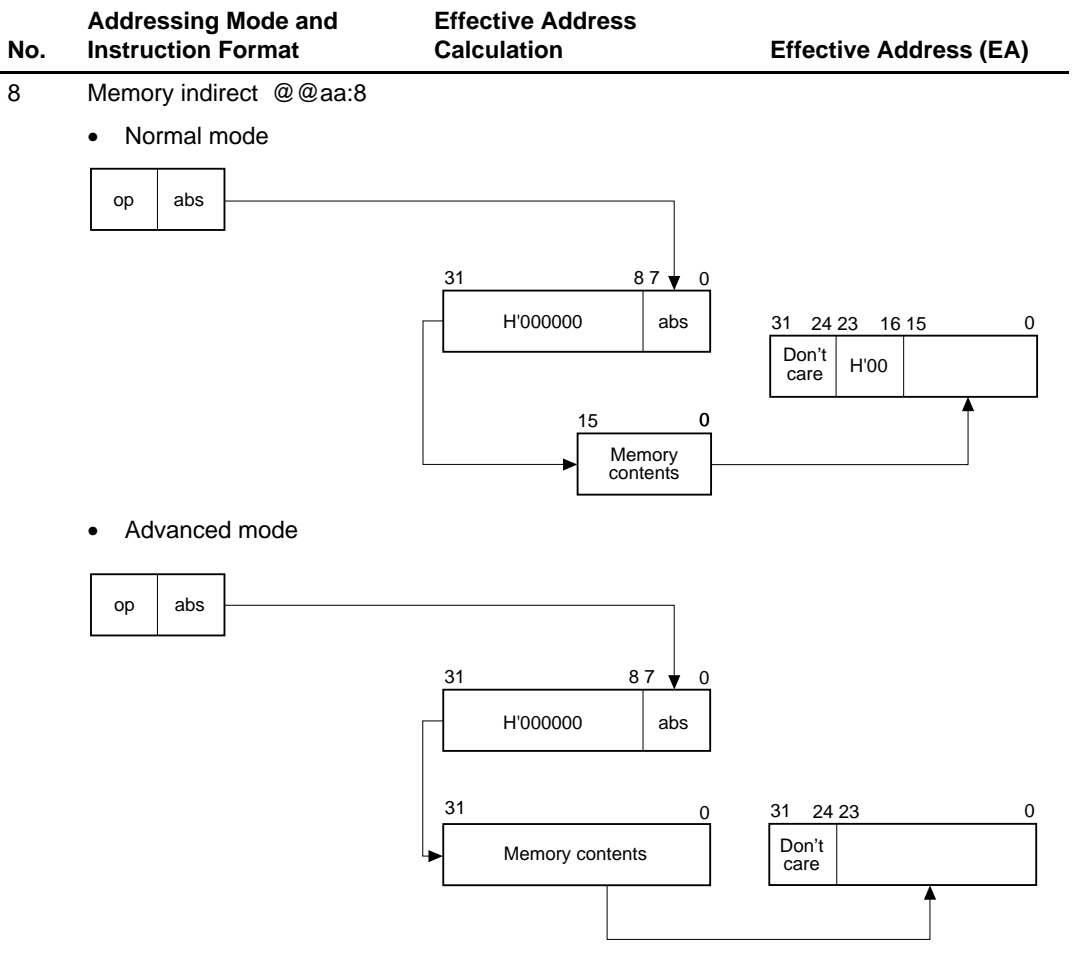 No. Addressing Mode and Instruction Format Effective Address Calculation Effective Address (EA)
8 Memory indirect @@aa:8
• Normal mode
op abs
31 8 7 0
H'000000 abs
31 24 23 16 15 0
Don't care H'00
15 0
Memory contents
• Advanced mode
op abs
31 8 7 0
H'000000 abs
31 0
Memory contents
31 24 23 0
Don't care